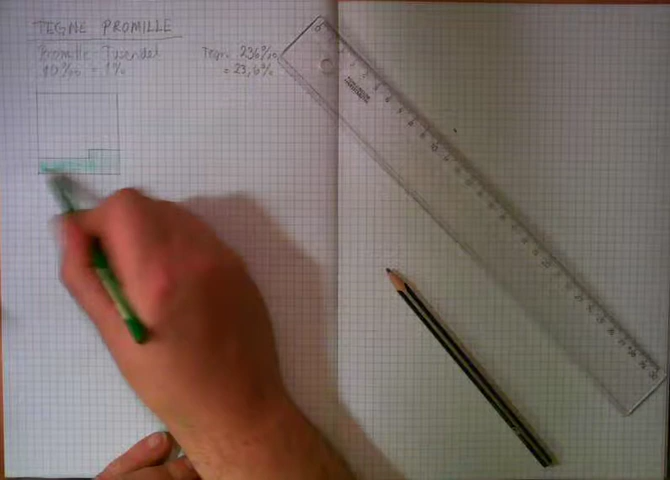 TEGNE PROMILLE
Promille Tusendel
10‰ = 1%
Tegn 236‰
= 23,6%